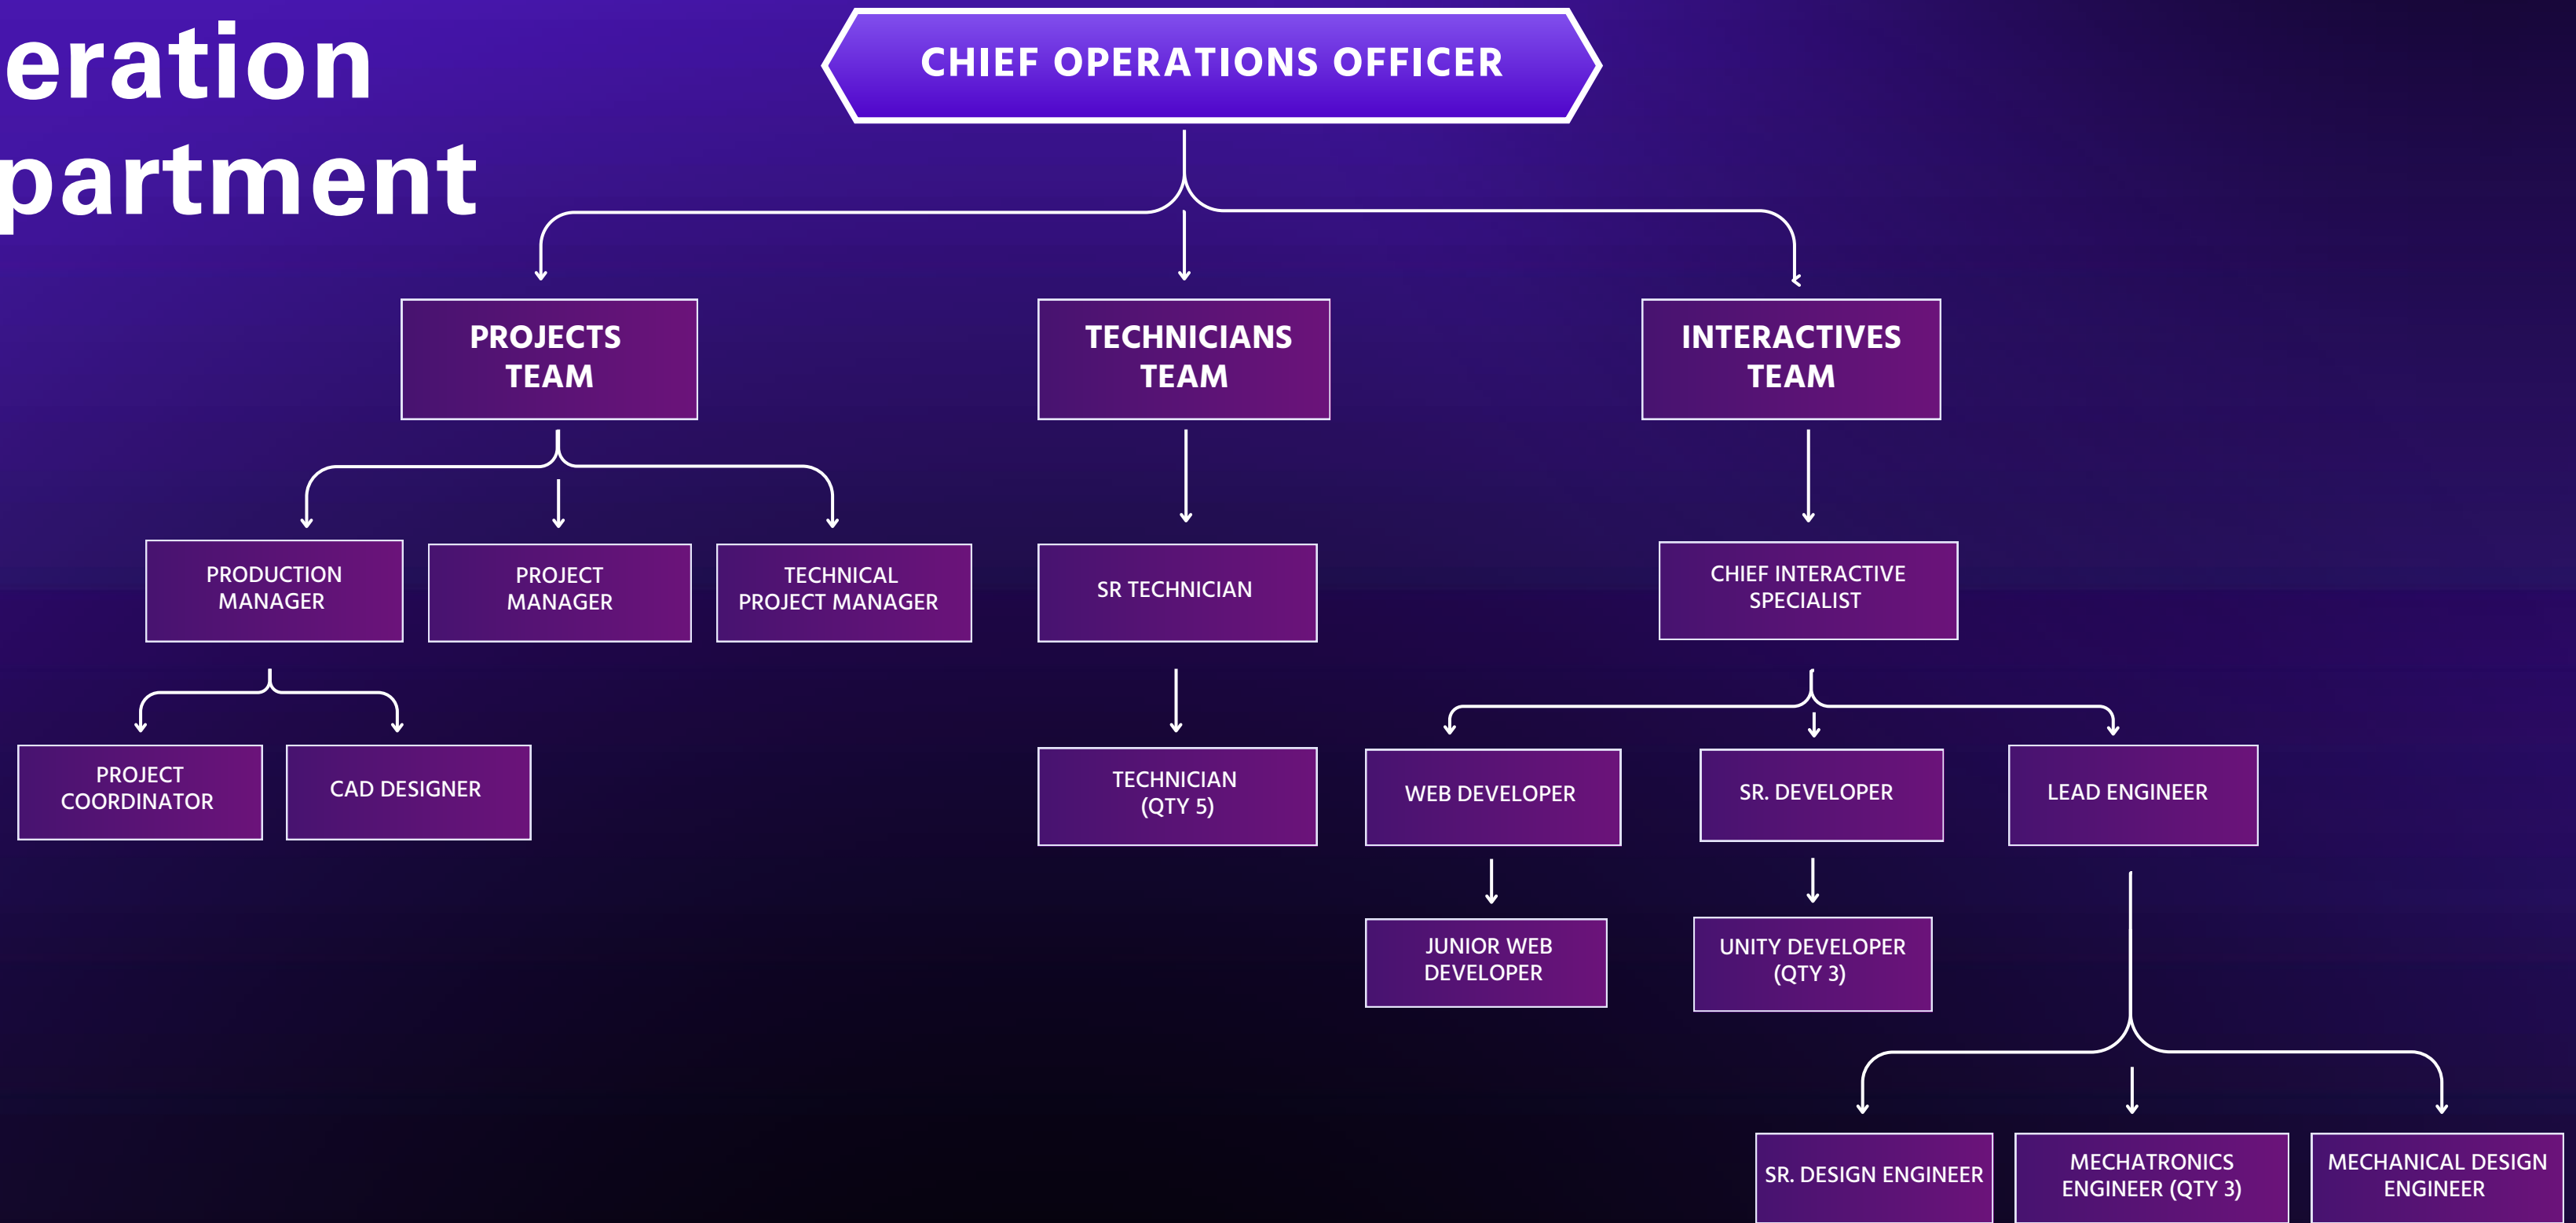 eration
partment
CHIEF OPERATIONS OFFICER
PROJECTS
TEAM
TECHNICIANS
TEAM
INTERACTIVES
TEAM
PRODUCTION
MANAGER
PROJECT
MANAGER
TECHNICAL
PROJECT MANAGER
SR TECHNICIAN
CHIEF INTERACTIVE
SPECIALIST
PROJECT
COORDINATOR
CAD DESIGNER
TECHNICIAN
(QTY 5)
WEB DEVELOPER
SR. DEVELOPER
LEAD ENGINEER
JUNIOR WEB
DEVELOPER
UNITY DEVELOPER
(QTY 3)
SR. DESIGN ENGINEER
MECHATRONICS
ENGINEER (QTY 3)
MECHANICAL DESIGN
ENGINEER